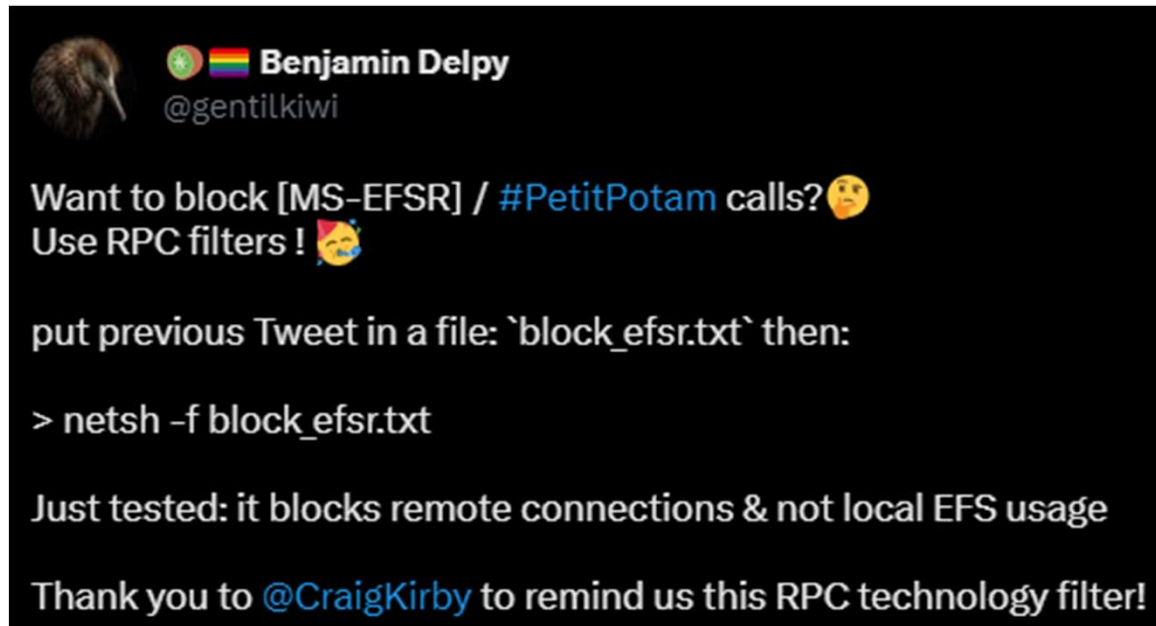 🥝🏳️‍🌈 Benjamin Delpy
@gentilkiwi
Want to block [MS-EFSR] / #PetitPotam calls?🤔
Use RPC filters ! 🥳
put previous Tweet in a file: `block_efsr.txt` then:
> netsh -f block_efsr.txt
Just tested: it blocks remote connections & not local EFS usage
Thank you to @CraigKirby to remind us this RPC technology filter!